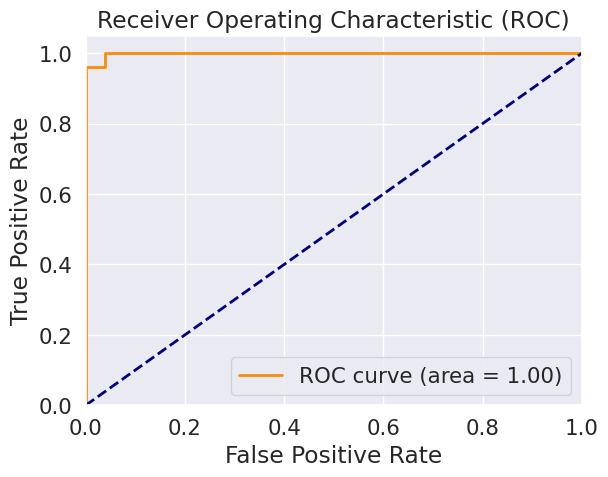 Receiver Operating Characteristic (ROC)
1.0
0.8
0.6
0.4
0.2
0.0
True Positive Rate
ROC curve (area = 1.00)
0.0 0.2 0.4 0.6 0.8 1.0
False Positive Rate